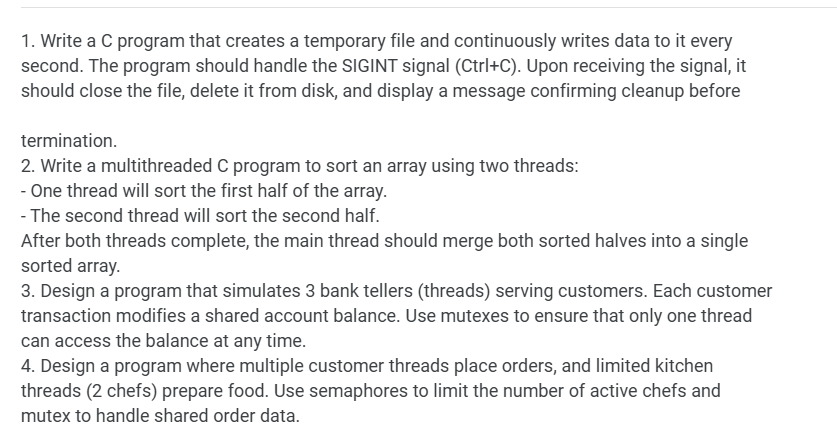 1. Write a C program that creates a temporary file and continuously writes data to it every
second. The program should handle the SIGINT signal (Ctrl+C). Upon receiving the signal, it
should close the file, delete it from disk, and display a message confirming cleanup before
termination.
2. Write a multithreaded C program to sort an array using two threads:
- One thread will sort the first half of the array.
- The second thread will sort the second half.
After both threads complete, the main thread should merge both sorted halves into a single
sorted array.
3. Design a program that simulates 3 bank tellers (threads) serving customers. Each customer
transaction modifies a shared account balance. Use mutexes to ensure that only one thread
can access the balance at any time.
4. Design a program where multiple customer threads place orders, and limited kitchen
threads (2 chefs) prepare food. Use semaphores to limit the number of active chefs and
mutex to handle shared order data.